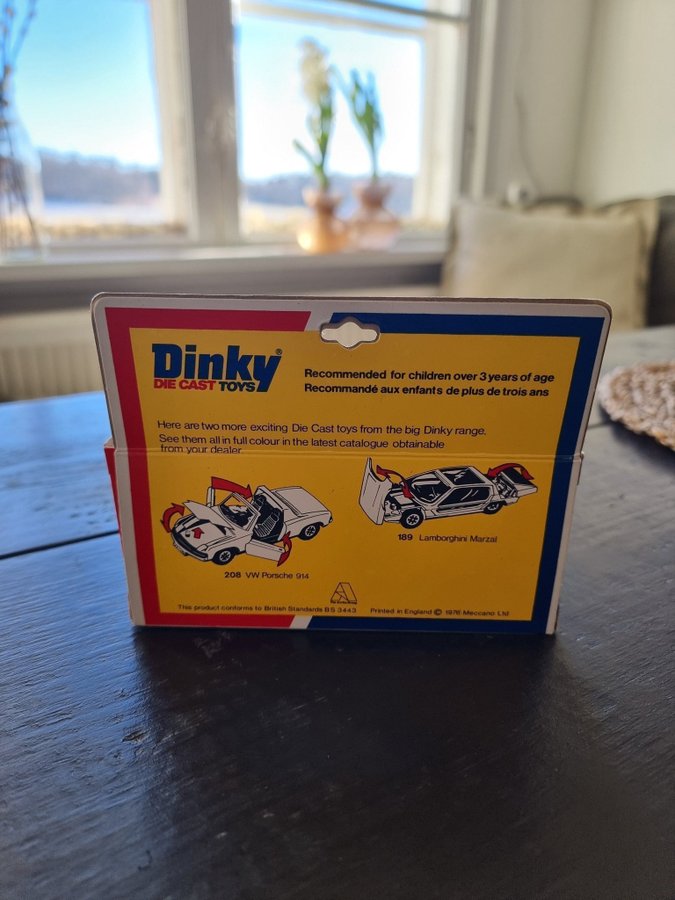 Dinky®
DIE CAST TOYS
Recommended for children over 3 years of age
Recommandé aux enfants de plus de trois ans
Here are two more exciting Die Cast toys from the big Dinky range.
See them all in full colour in the latest catalogue obtainable
from your dealer
208 VW Porsche 914
189 Lamborghini Marzal
This product conforms to British Standards BS 3443
Printed in England © 1976 Meccano Ltd